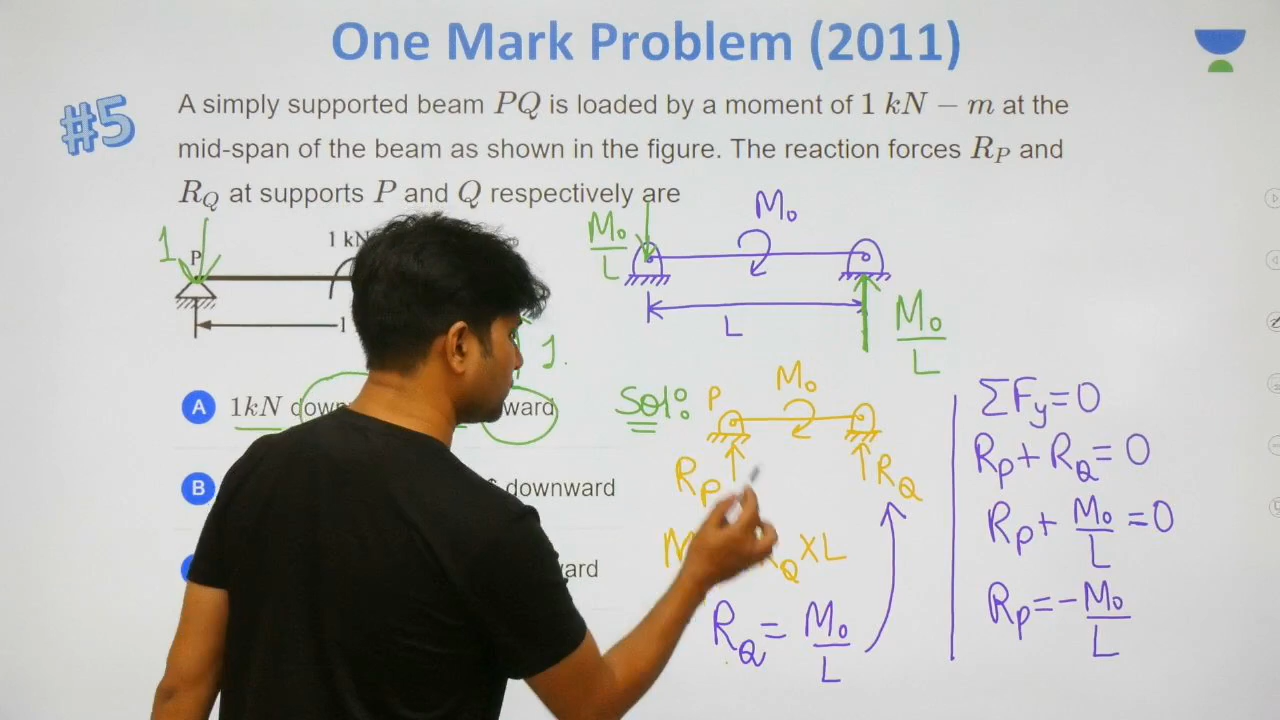 One Mark Problem (2011)
#5
A simply supported beam PQ is loaded by a moment of 1 kN − m at the
mid-span of the beam as shown in the figure. The reaction forces R_P and
R_Q at supports P and Q respectively are
1
P
1 kN
1
1.
M₀/L
M₀
L
M₀/L
A 1kN
ward
B downward
ard
Sol:
P
M₀
R_P
R_Q
M
Q × L
R_Q = M₀/L
ΣF_y = 0
R_P + R_Q = 0
R_P + M₀/L = 0
R_P = − M₀/L